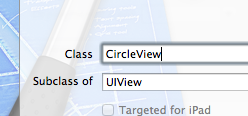 Class CircleView
Subclass of UIView
Targeted for iPad